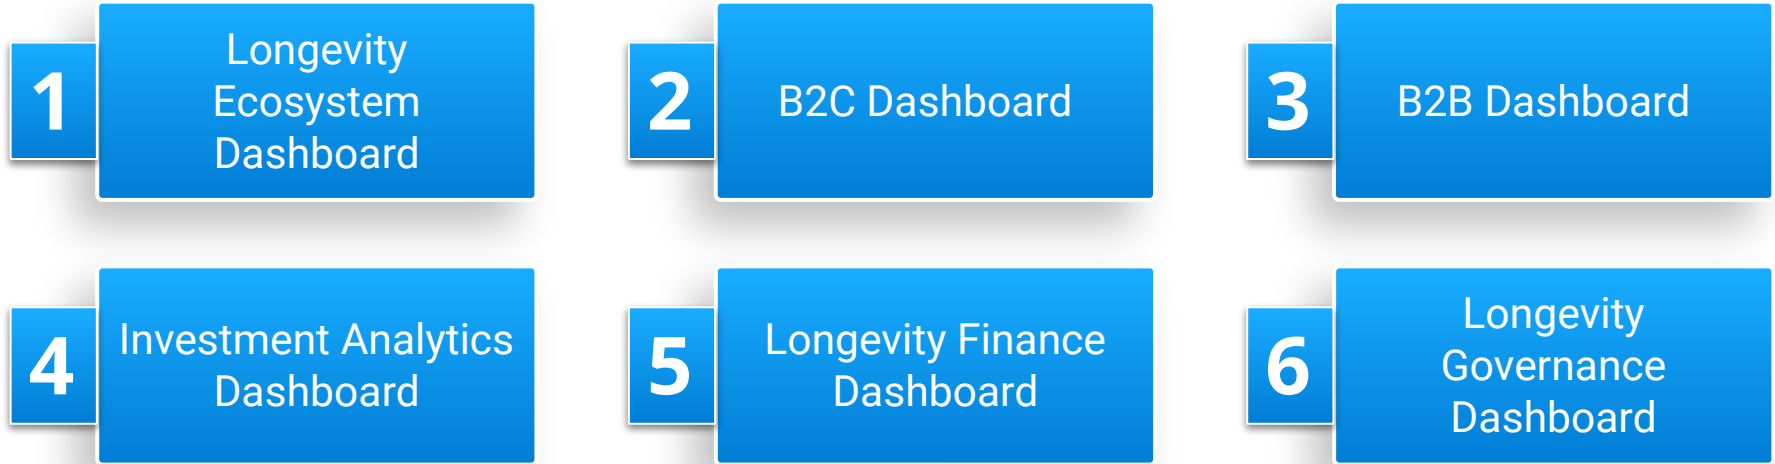 1
Longevity
Ecosystem
Dashboard
2
B2C Dashboard
3
B2B Dashboard
4
Investment Analytics
Dashboard
5
Longevity Finance
Dashboard
6
Longevity
Governance
Dashboard